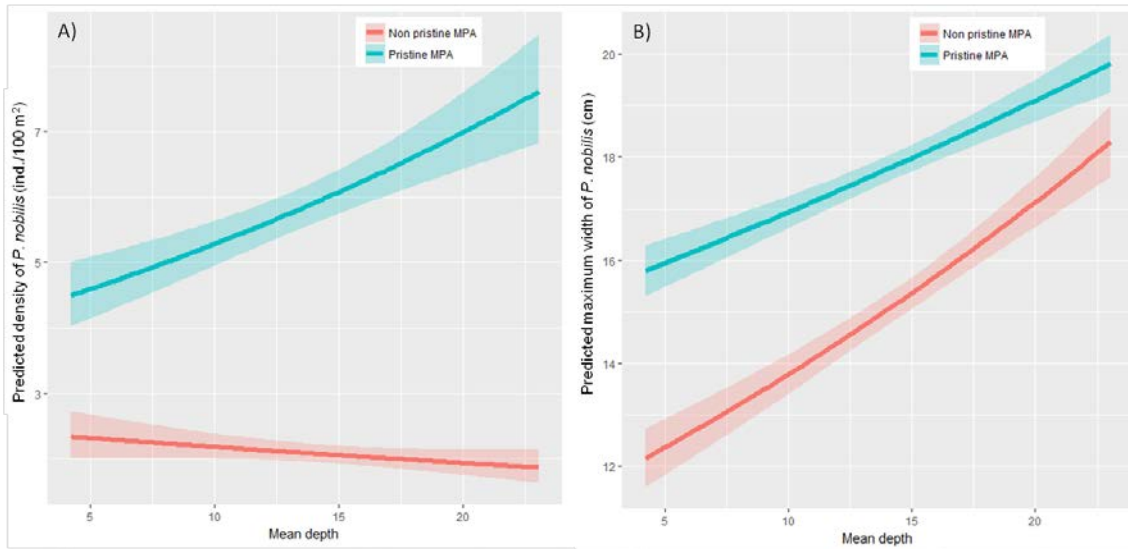 A)
Non pristine MPA
Pristine MPA
Predicted density of P. nobilis (ind./100 m²)
7
5
3
5
10
15
20
Mean depth
B)
Non pristine MPA
Pristine MPA
Predicted maximum width of P. nobilis (cm)
20
18
16
14
12
5
10
15
20
Mean depth